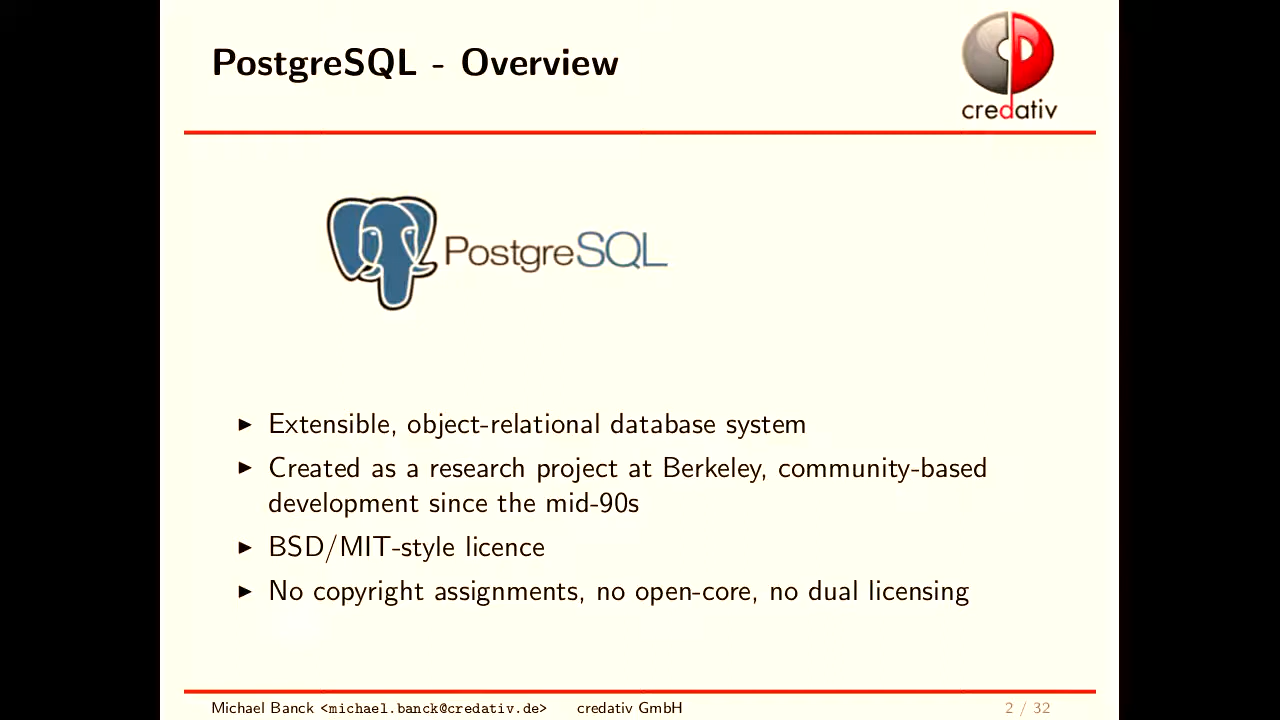 PostgreSQL - Overview
credativ
PostgreSQL
▶ Extensible, object-relational database system
▶ Created as a research project at Berkeley, community-based
development since the mid-90s
▶ BSD/MIT-style licence
▶ No copyright assignments, no open-core, no dual licensing
Michael Banck <michael.banck@credativ.de> credativ GmbH 2 / 32